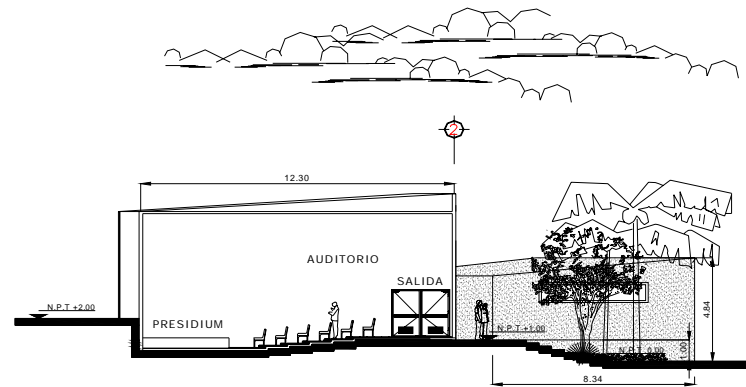 2
12.30
AUDITORIO
SALIDA
N.P.T +2.00
PRESIDIUM
N.P.T +1.00
4.84
1.00
N.P.T 0.00
8.34